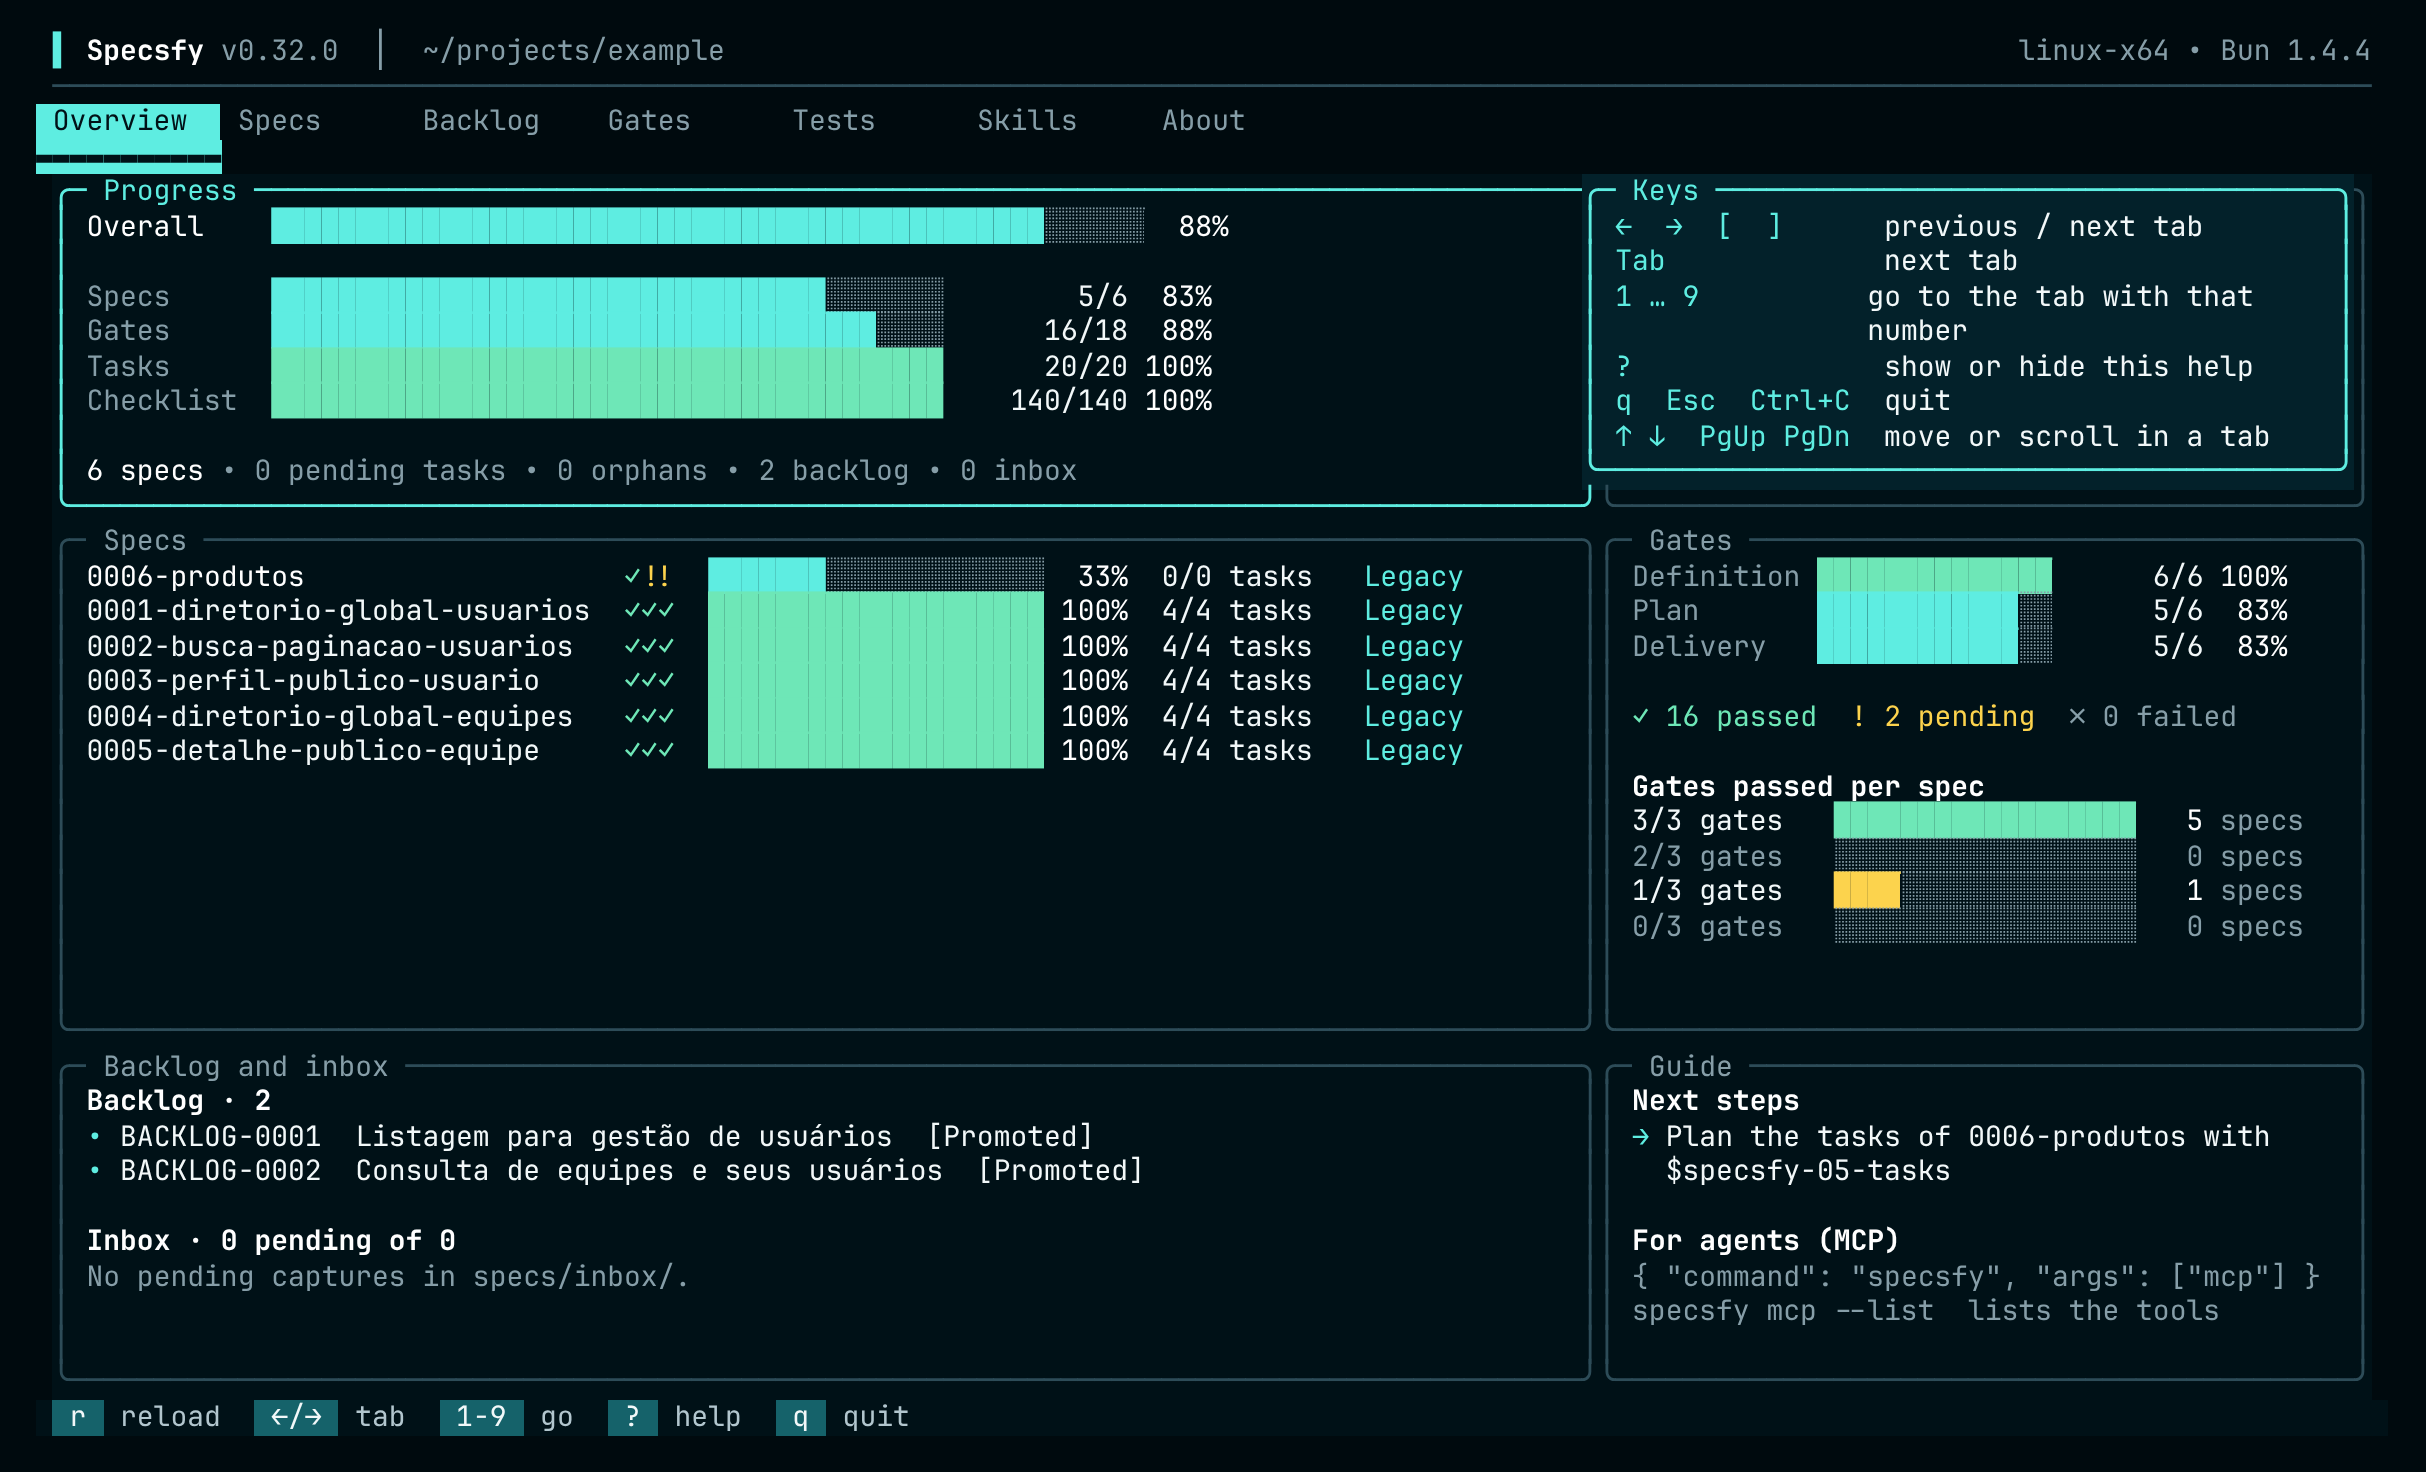 Specsfy v0.32.0 │ ~/projects/example linux-x64 • Bun 1.4.4
Overview Specs Backlog Gates Tests Skills About
Progress
Overall 88%
Specs 5/6 83%
Gates 16/18 88%
Tasks 20/20 100%
Checklist 140/140 100%
6 specs • 0 pending tasks • 0 orphans • 2 backlog • 0 inbox
Keys
← → [ ] previous / next tab
Tab next tab
1 … 9 go to the tab with that
number
? show or hide this help
q Esc Ctrl+C quit
↑ ↓ PgUp PgDn move or scroll in a tab
Specs
0006-produtos ✓!! 33% 0/0 tasks Legacy
0001-diretorio-global-usuarios ✓✓✓ 100% 4/4 tasks Legacy
0002-busca-paginacao-usuarios ✓✓✓ 100% 4/4 tasks Legacy
0003-perfil-publico-usuario ✓✓✓ 100% 4/4 tasks Legacy
0004-diretorio-global-equipes ✓✓✓ 100% 4/4 tasks Legacy
0005-detalhe-publico-equipe ✓✓✓ 100% 4/4 tasks Legacy
Gates
Definition 6/6 100%
Plan 5/6 83%
Delivery 5/6 83%
✓ 16 passed ! 2 pending ✕ 0 failed
Gates passed per spec
3/3 gates 5 specs
2/3 gates 0 specs
1/3 gates 1 specs
0/3 gates 0 specs
Backlog and inbox
Backlog · 2
• BACKLOG-0001 Listagem para gestão de usuários [Promoted]
• BACKLOG-0002 Consulta de equipes e seus usuários [Promoted]
Inbox · 0 pending of 0
No pending captures in specs/inbox/.
Guide
Next steps
→ Plan the tasks of 0006-produtos with
$specsfy-05-tasks
For agents (MCP)
{ "command": "specsfy", "args": ["mcp"] }
specsfy mcp --list lists the tools
r reload ←/→ tab 1-9 go ? help q quit